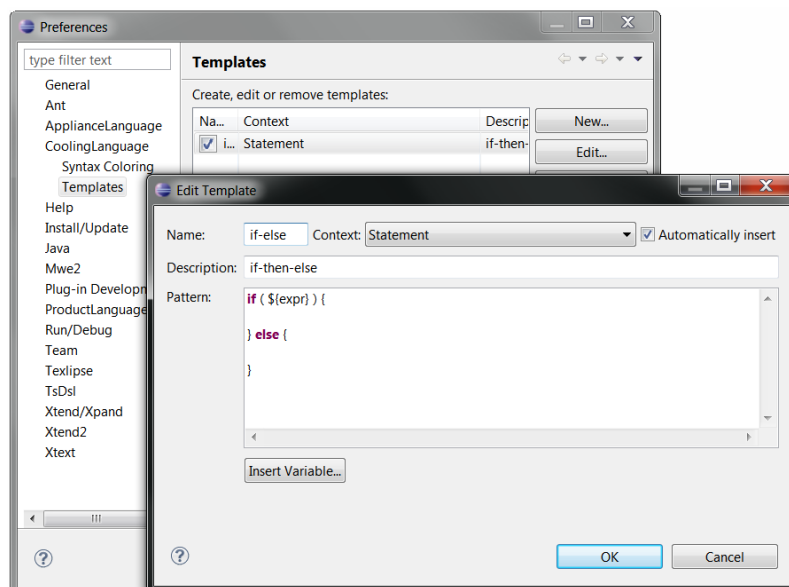 Preferences
type filter text
General
Ant
ApplianceLanguage
CoolingLanguage
Syntax Coloring
Templates
Help
Install/Update
Java
Mwe2
Plug-in Developm
ProductLanguage
Run/Debug
Team
Texlipse
TsDsl
Xtend/Xpand
Xtend2
Xtext
Templates
Create, edit or remove templates:
Na... Context Descrip
i... Statement if-then-
New...
Edit...
Edit Template
Name: if-else Context: Statement Automatically insert
Description: if-then-else
Pattern: if ( ${expr} ) {
} else {
}
Insert Variable...
OK Cancel